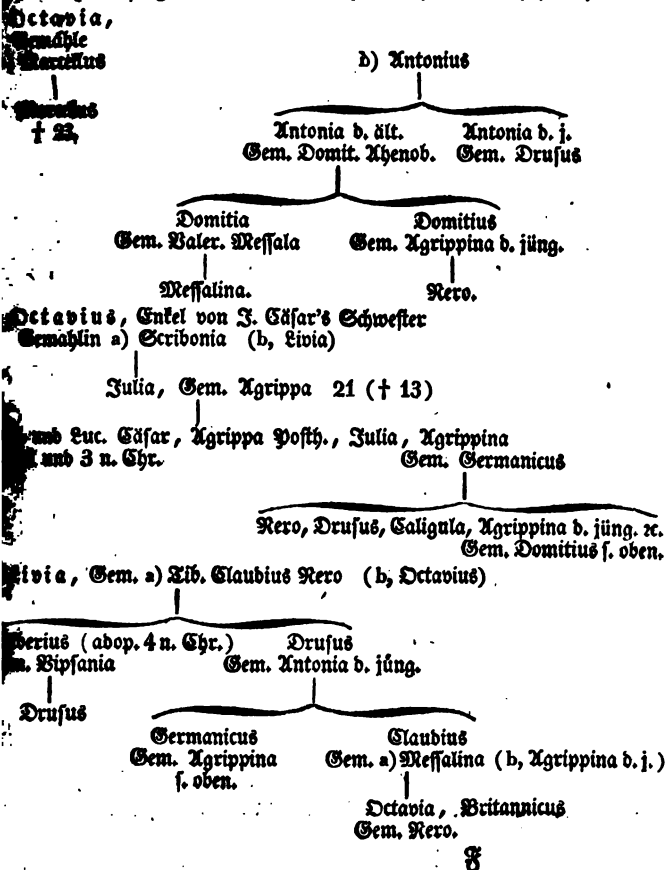 Octavia,
Gemahle
Marcellus
b) Antonius
Marcellus
† 23,
Antonia d. ält. Antonia d. j.
Gem. Domit. Ahenob. Gem. Drusus
Domitia Domitius
Gem. Valer. Messala Gem. Agrippina d. jüng.
Messalina. Nero.
Octavius, Enkel von J. Cäsar's Schwester
Gemahlin a) Scribonia (b, Livia)
Julia, Gem. Agrippa 21 († 13)
und Luc. Cäsar, Agrippa Posth., Julia, Agrippina
und 3 n. Chr. Gem. Germanicus
Nero, Drusus, Caligula, Agrippina d. jüng. ꝛc.
Gem. Domitius s. oben.
Livia, Gem. a) Tib. Claudius Nero (b, Octavius)
berius (adop. 4 n. Chr.) Drusus
m. Vipsania Gem. Antonia d. jüng.
Drusus
Germanicus Claudius
Gem. Agrippina Gem. a) Messalina (b, Agrippina d. j.)
s. oben.
Octavia, Britannicus
Gem. Nero.